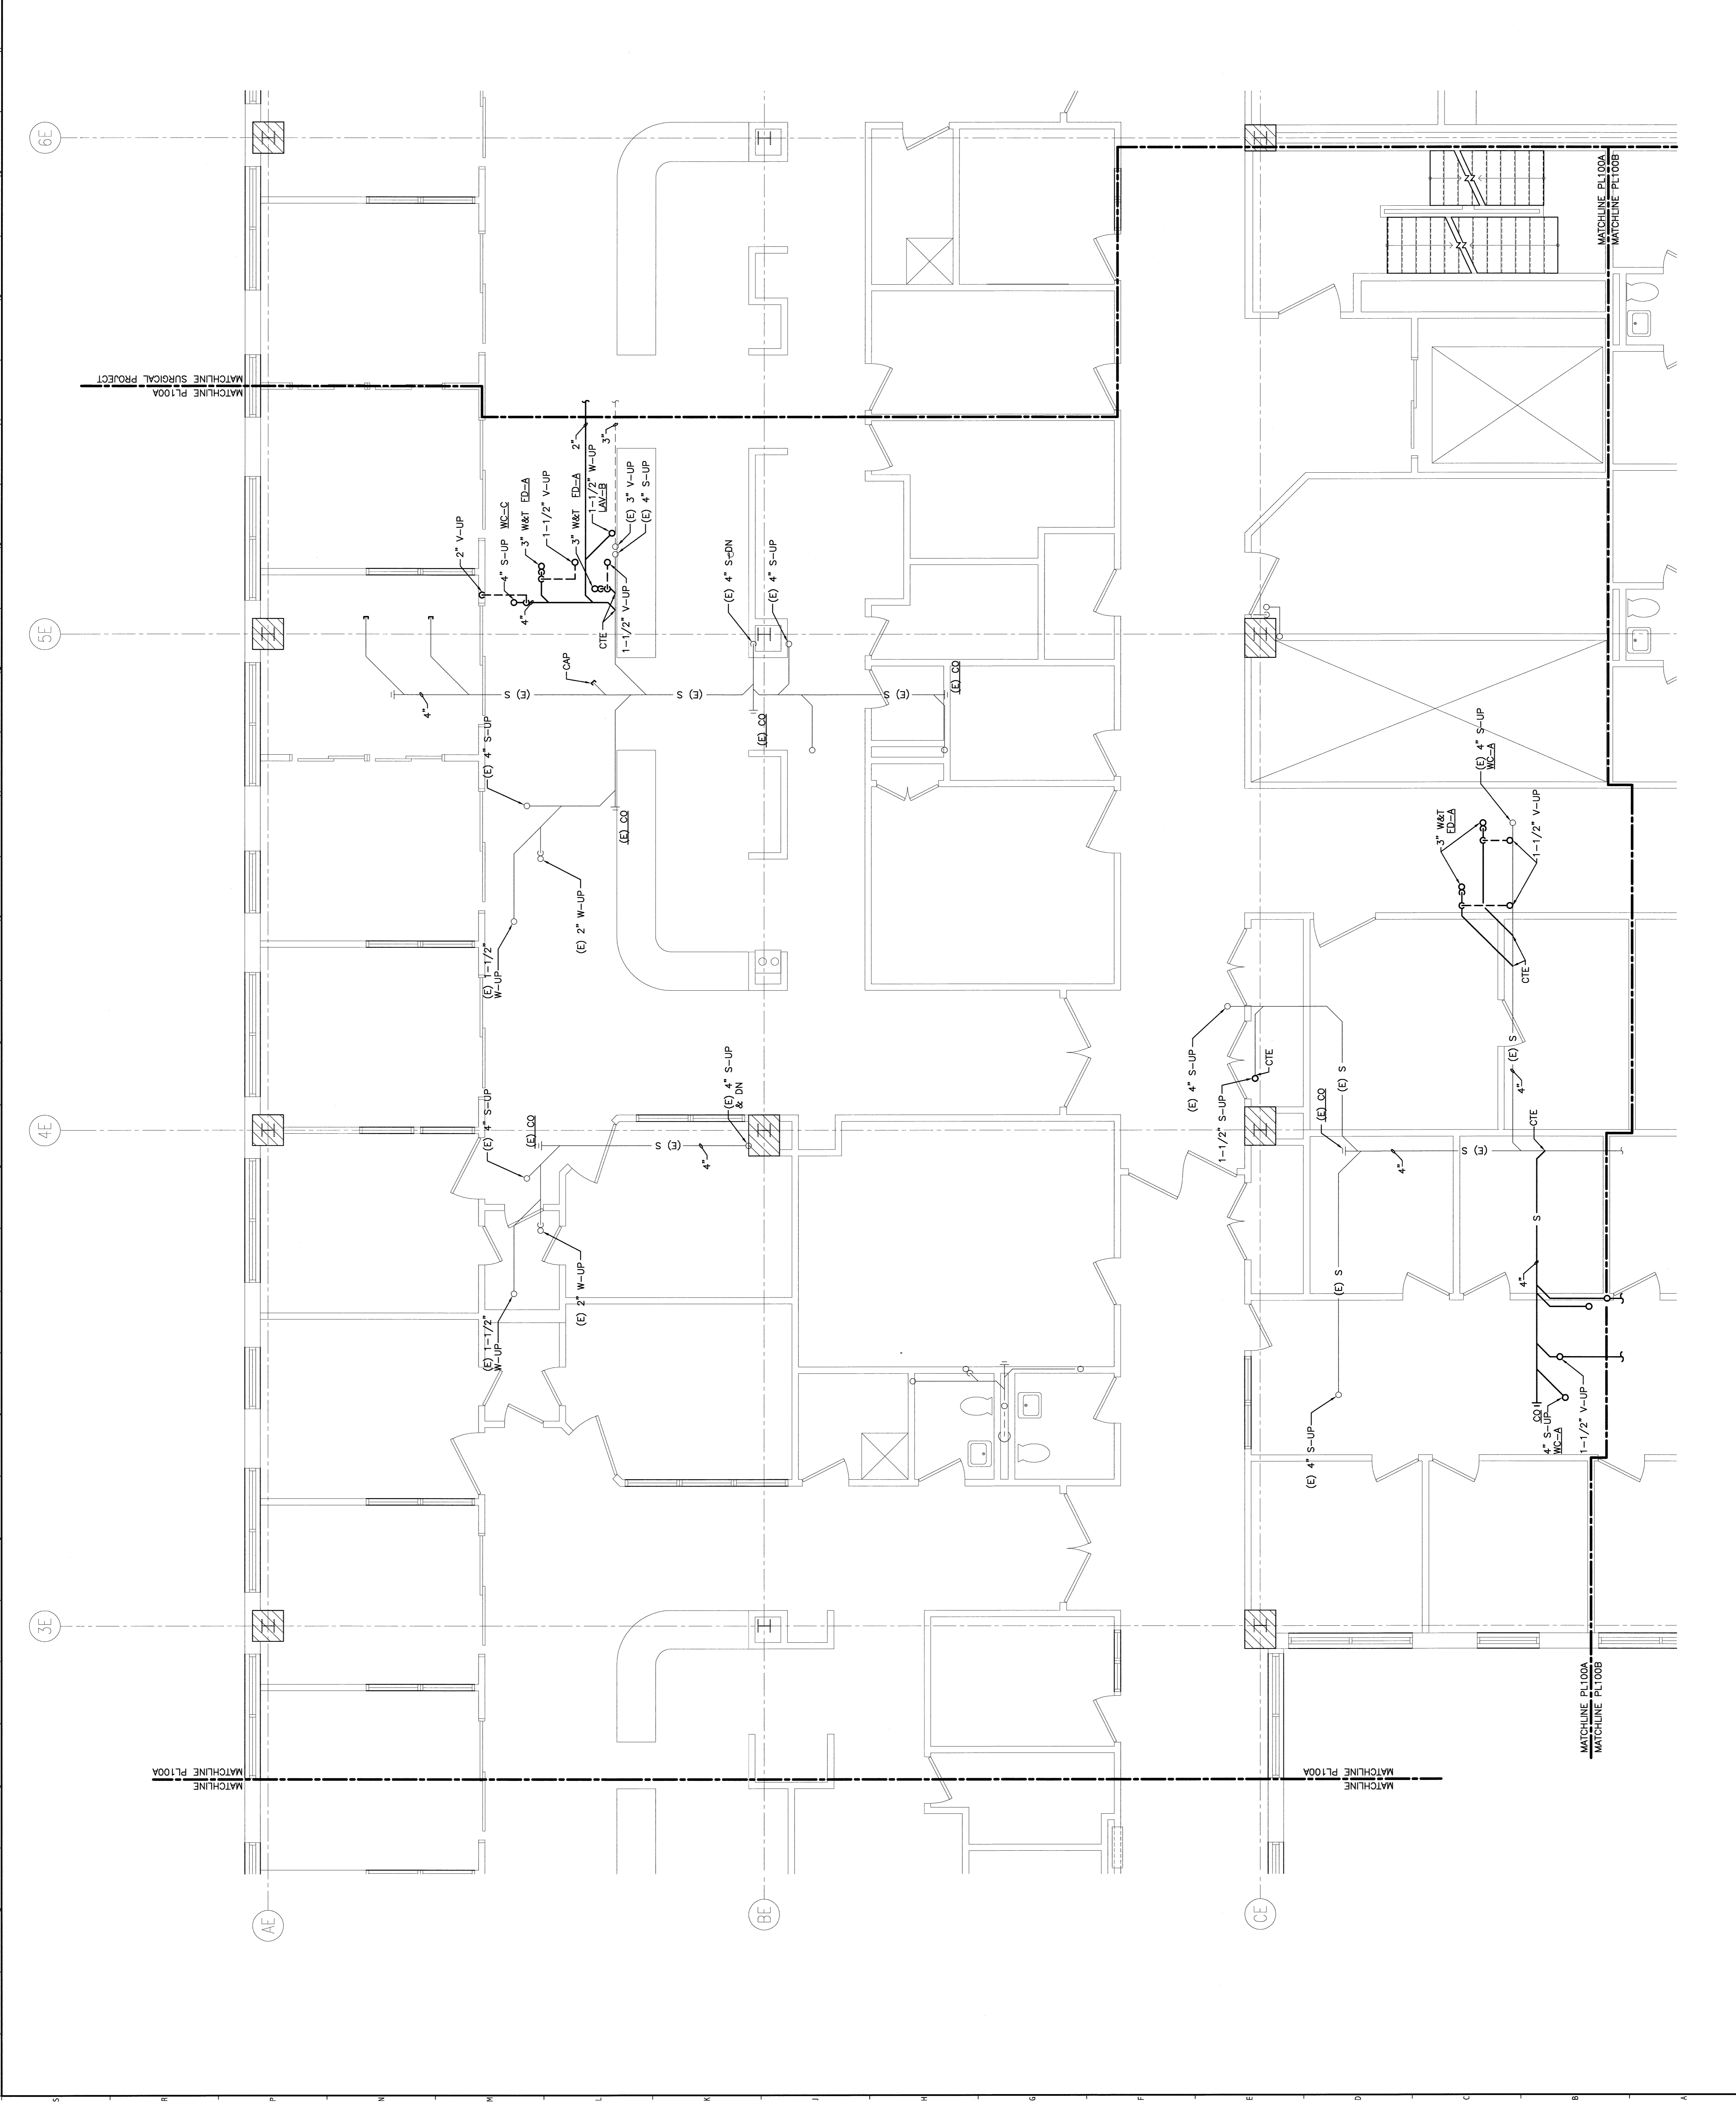 6E
5E
4E
3E
AE
BE
CE
MATCHLINE SURGICAL PROJECT
MATCHLINE PL100A
2" V-UP
4" S-UP WC-C
3" W&T FD-A
1-1/2" V-UP
3" W&T FD-A
2"
1-1/2" W-UP
LAV-B
3"
(E) 3" V-UP
(E) 4" S-UP
4"
CTE
1-1/2" V-UP
(E) 4" S-DN
(E) 4" S-UP
CAP
4"
(E) S
(E) S
(E) S
(E) CO
(E) CO
(E) 4" S-UP
(E) CO
(E) 2" W-UP
(E) 1-1/2"
W-UP
(E) 4" S-UP
(E) CO
(E) S
4"
(E) 4" S-UP
& DN
(E) 2" W-UP
(E) 1-1/2"
W-UP
MATCHLINE PL100A
MATCHLINE PL100B
(E) 4" S-UP
WC-A
3" W&T
FD-A
1-1/2" V-UP
CTE
(E) 4" S-UP
1-1/2" S-UP
CTE
(E) S
(E) CO
(E) S
4"
4"
(E) S
CTE
S
4"
(E) S
(E) 4" S-UP
CO
4" S-UP
WC-A
1-1/2" V-UP
MATCHLINE PL100A
MATCHLINE PL100B
MATCHLINE PL100A
MATCHLINE
MATCHLINE PL100A
MATCHLINE
S
R
P
N
M
L
K
J
H
G
F
E
D
C
B
A